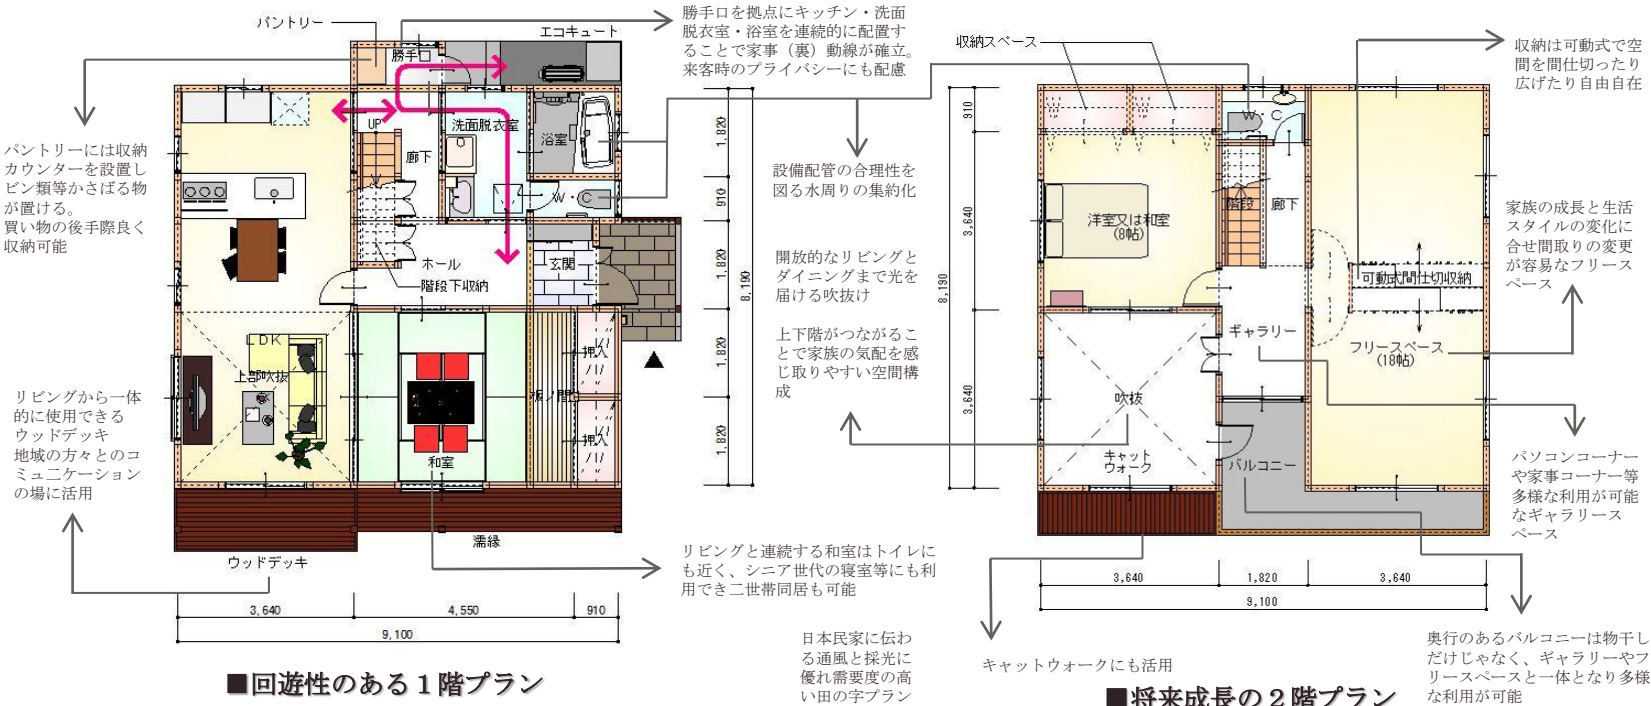 パントリー
勝手口
エコキュート
勝手口を拠点にキッチン・洗面
脱衣室・浴室を連続的に配置す
ることで家事（裏）動線が確立。
来客時のプライバシーにも配慮
パントリーには収納
カウンターを設置し
ビン類等かさばる物
が置ける。
買い物の後手際良く
収納可能
UP
洗面脱衣室
浴室
廊下
W・C
ホール
階段下収納
玄関
LDK
上部吹抜
和室
板ノ間
押入
押入
1,820
910
1,820
1,820
1,820
8,190
リビングから一体
的に使用できる
ウッドデッキ
地域の方々とのコ
ミュニケーション
の場に活用
ウッドデッキ
濡縁
3,640
4,550
910
9,100
■回遊性のある１階プラン
設備配管の合理性を
図る水周りの集約化
開放的なリビングと
ダイニングまで光を
届ける吹抜け
上下階がつながるこ
とで家族の気配を感
じ取りやすい空間構
成
リビングと連続する和室はトイレに
も近く、シニア世代の寝室等にも利
用でき二世帯同居も可能
日本民家に伝わ
る通風と採光に
優れ需要度の高
い田の字プラン
収納スペース
収納は可動式で空
間を間仕切ったり
広げたり自由自在
910
3,640
3,640
8,190
W・C
洋室又は和室
(8帖)
階段
廊下
可動式間仕切収納
ギャラリー
フリースペース
(18帖)
吹抜
キャット
ウォーク
バルコニー
家族の成長と生活
スタイルの変化に
合せ間取りの変更
が容易なフリース
ペース
パソコンコーナー
や家事コーナー等
多様な利用が可能
なギャラリース
ペース
3,640
1,820
3,640
9,100
キャットウォークにも活用
奥行のあるバルコニーは物干し
だけじゃなく、ギャラリーやフ
リースペースと一体となり多様
な利用が可能
■将来成長の２階プラン